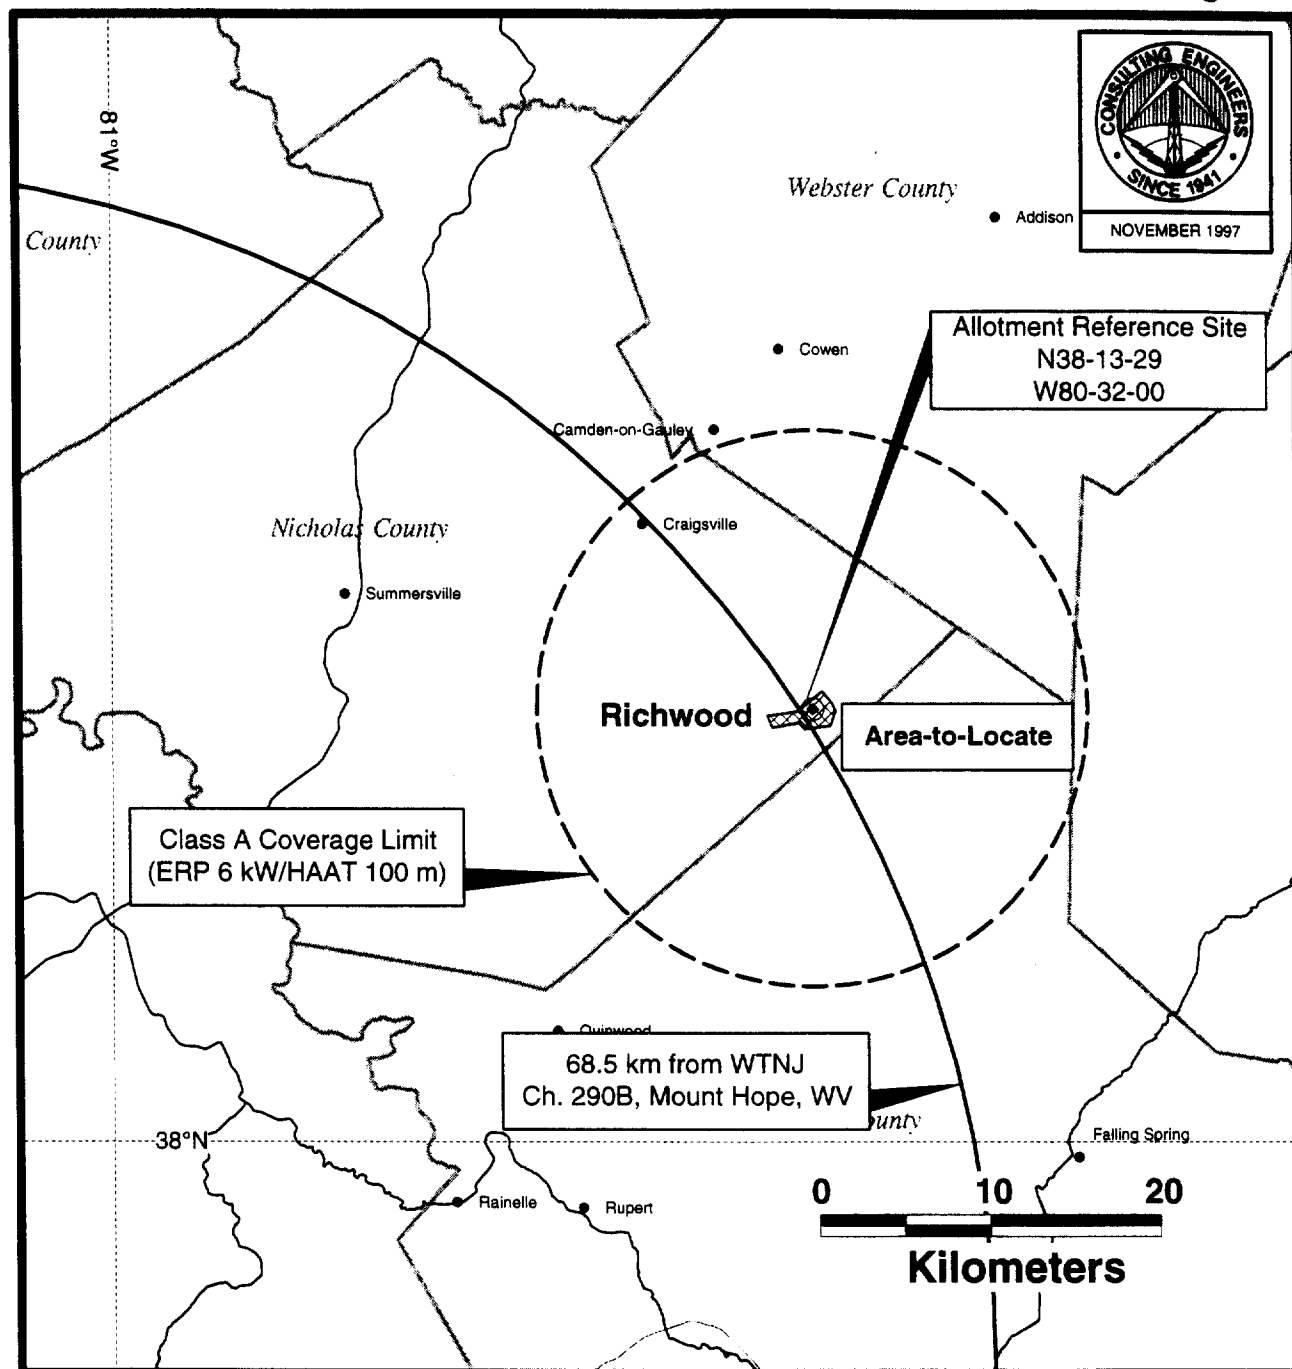 CONSULTING ENGINEERS
• SINCE 1941 •
NOVEMBER 1997
81°W
Webster County
Addison
County
Allotment Reference Site
N38-13-29
W80-32-00
Cowen
Camden-on-Gauley
Nicholas County
Craigsville
Summersville
Richwood
Area-to-Locate
Class A Coverage Limit
(ERP 6 kW/HAAT 100 m)
Quinwood
68.5 km from WTNJ
Ch. 290B, Mount Hope, WV
ounty
38°N
Falling Spring
Rainelle
Rupert
0 10 20
Kilometers